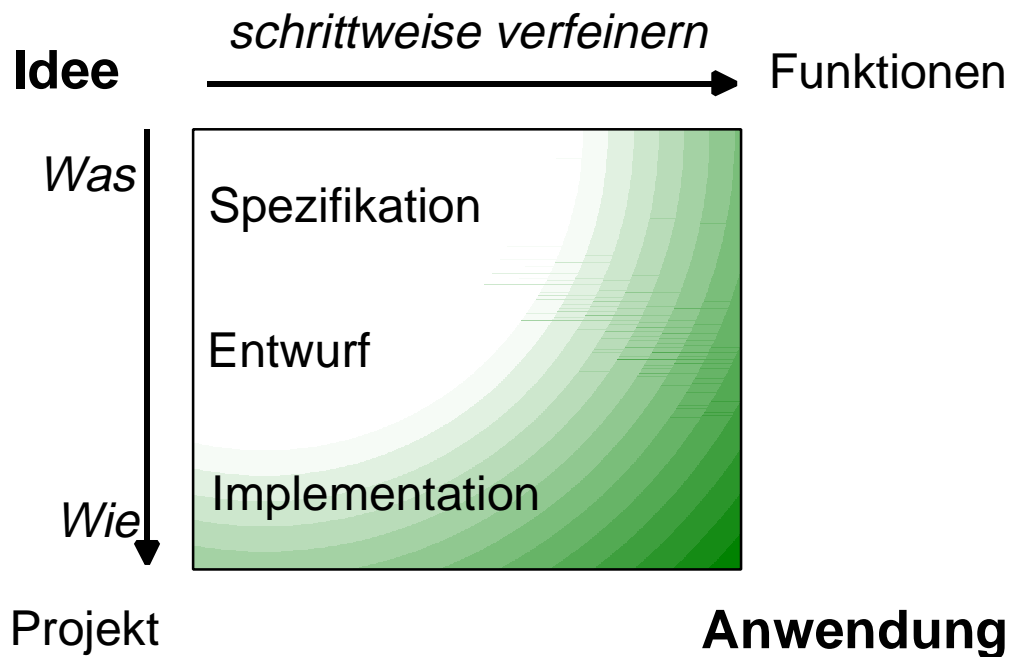 schrittweise verfeinern
Idee
Funktionen
Was
Spezifikation
Entwurf
Implementation
Wie
Projekt
Anwendung